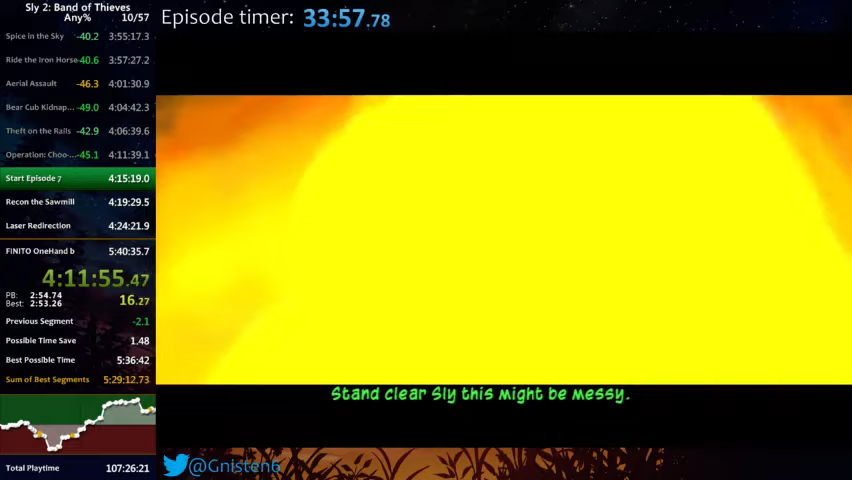 Sly 2: Band of Thieves
Any% 10/57
Spice in the Sky -40.2 3:55:17.3
Ride the Iron Horse -40.6 3:57:27.2
Aerial Assault -46.3 4:01:30.9
Bear Cub Kidnap... -49.0 4:04:42.3
Theft on the Rails -42.9 4:06:39.6
Operation: Choo-... -45.1 4:11:39.1
Start Episode 7 4:15:19.0
Recon the Sawmill 4:19:29.5
Laser Redirection 4:24:21.9
FINITO OneHand b 5:40:35.7
4:11:55.47
PB: 2:54.74
Best: 2:53.26
16.27
Previous Segment -2.1
Possible Time Save 1.48
Best Possible Time 5:36:42
Sum of Best Segments 5:29:12.73
Total Playtime 107:26:21
Episode timer: 33:57.78
Stand clear Sly this might be messy.
@Gnisten6